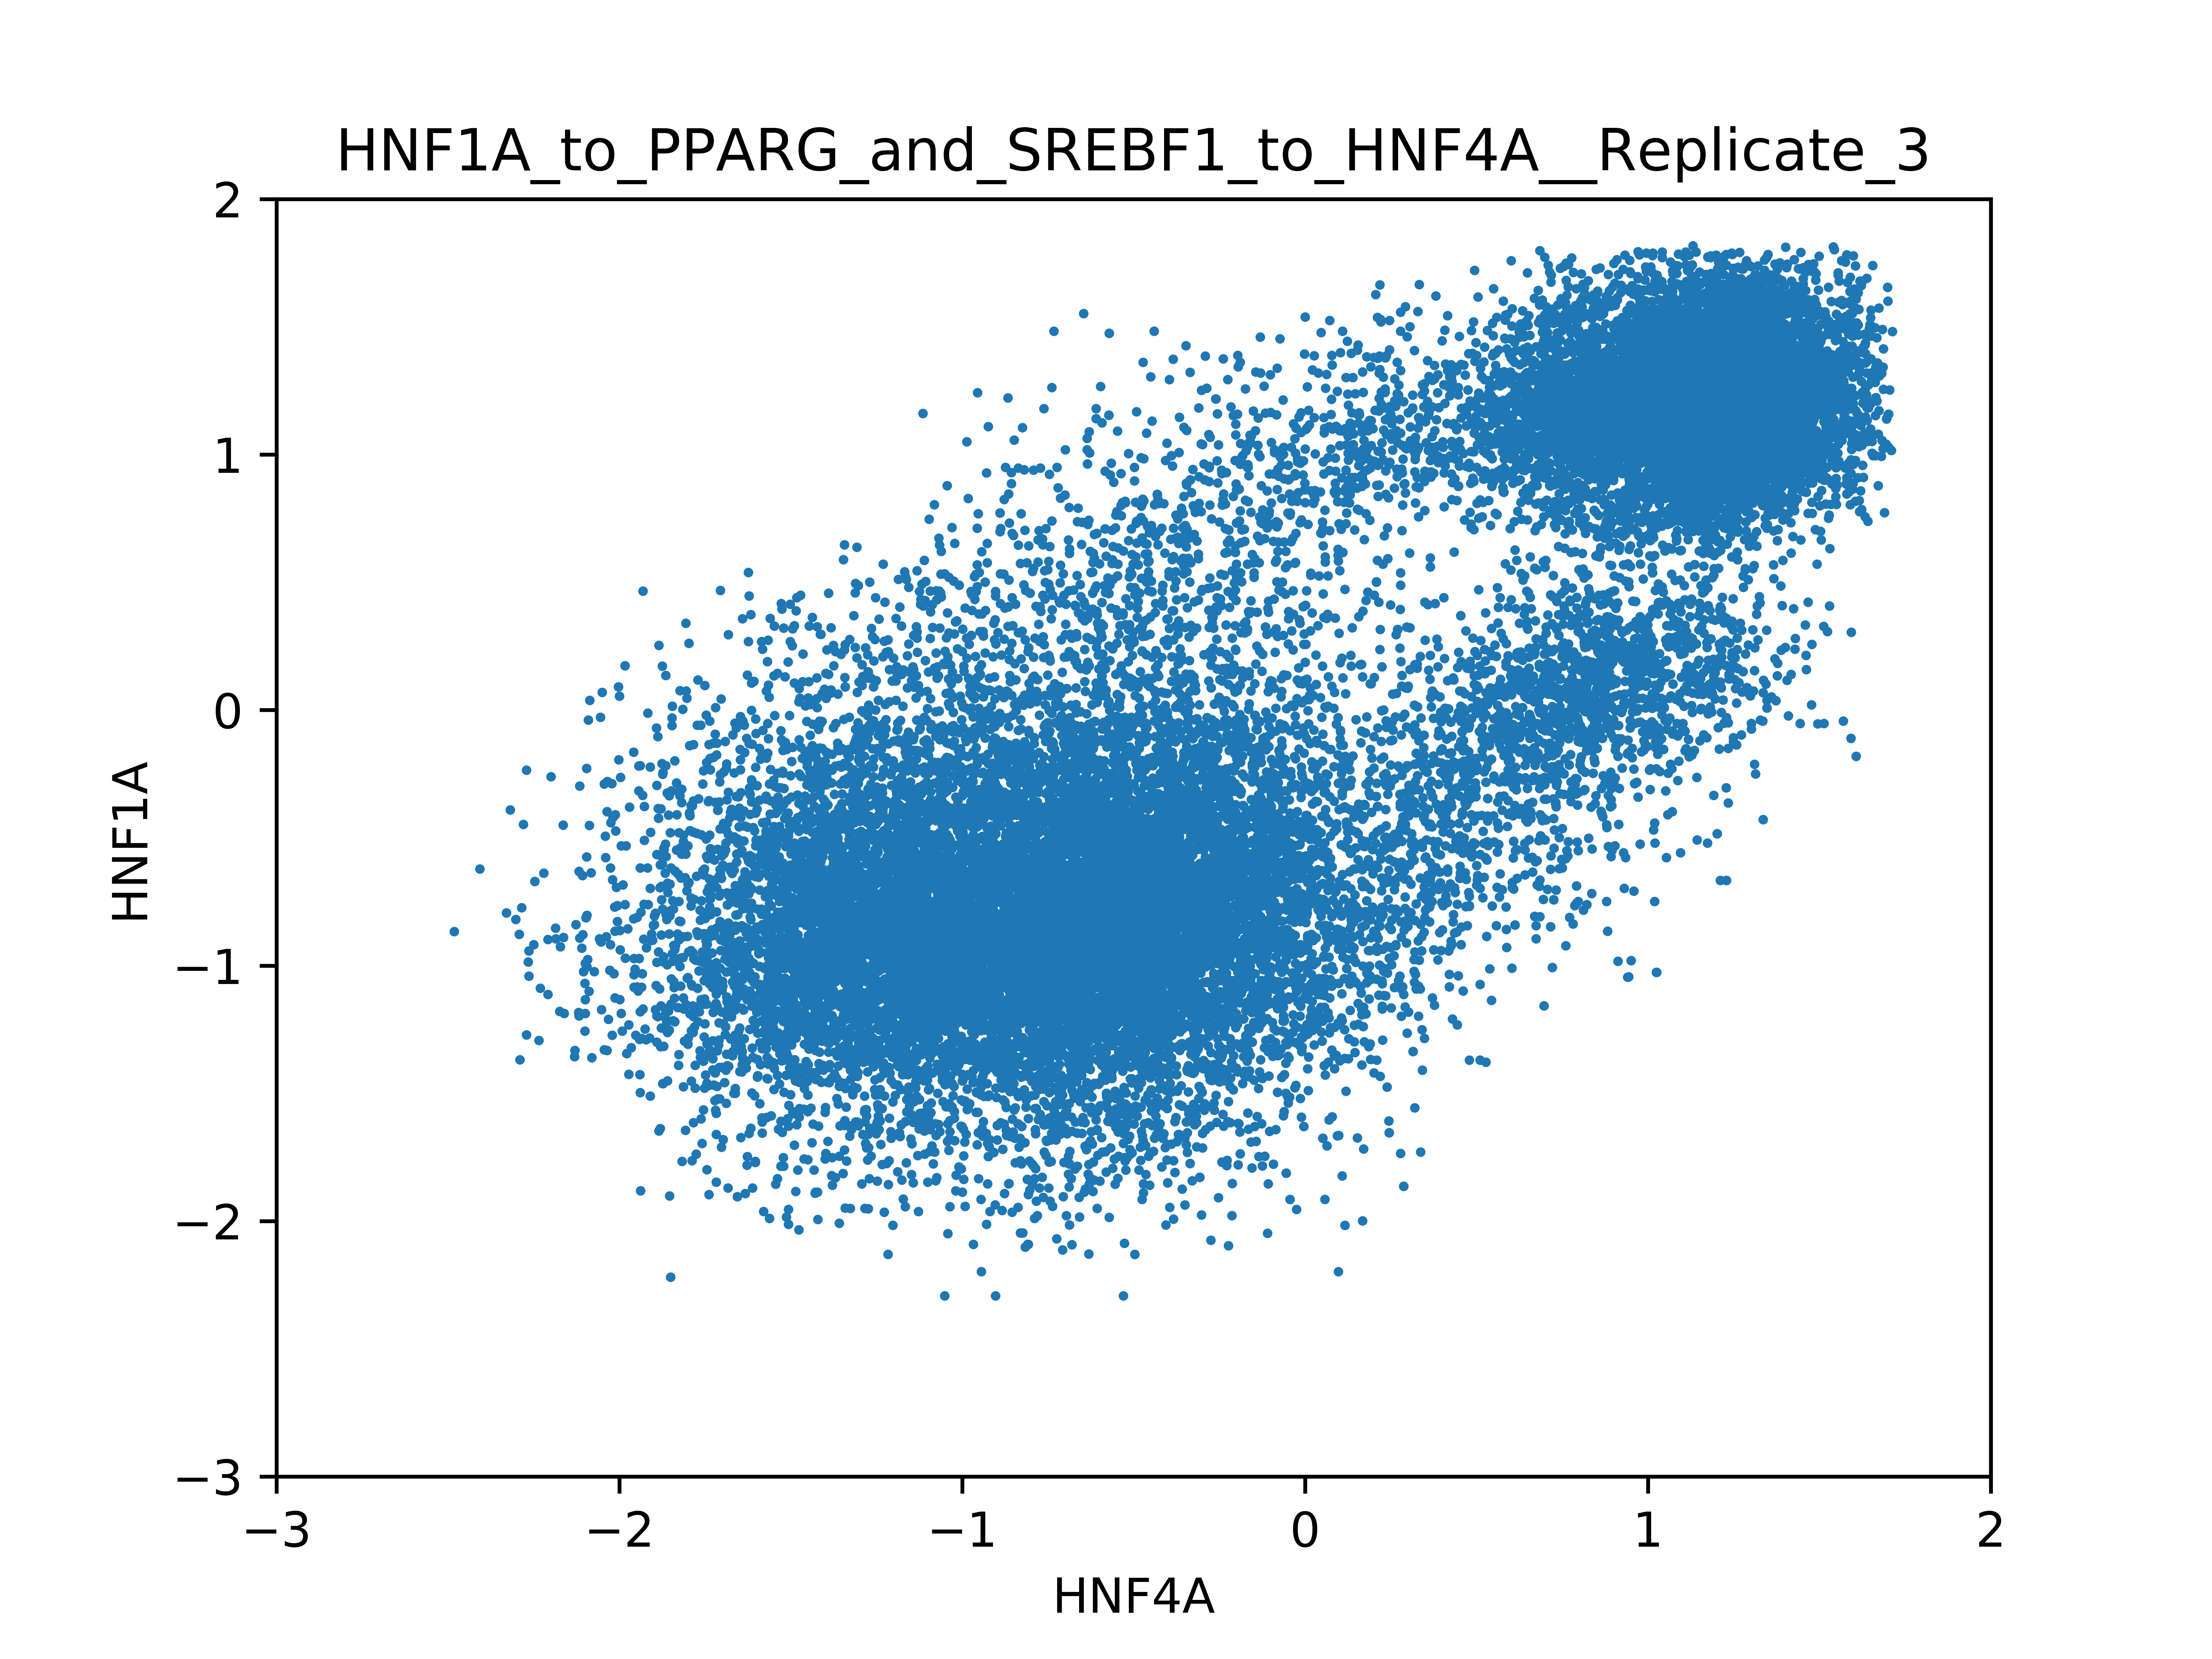 HNF1A_to_PPARG_and_SREBF1_to_HNF4A__Replicate_3
2
1
0
−1
−2
−3
HNF1A
−3 −2 −1 0 1 2
HNF4A